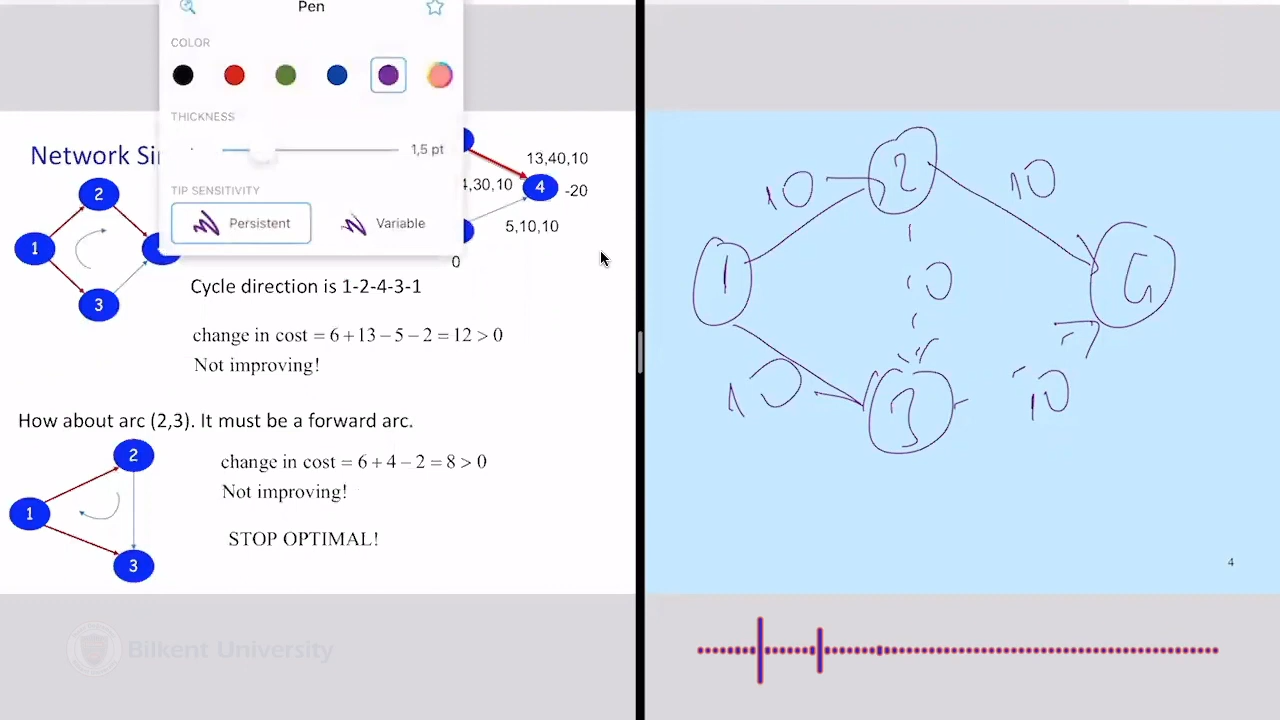 Pen
COLOR
THICKNESS
1,5 pt
TIP SENSITIVITY
Persistent
Variable
Network Si
2
1
3
13,40,10
4,30,10
4
-20
5,10,10
0
Cycle direction is 1-2-4-3-1
change in cost = 6 + 13 − 5 − 2 = 12 > 0
Not improving!
How about arc (2,3). It must be a forward arc.
2
1
3
change in cost = 6 + 4 − 2 = 8 > 0
Not improving!
STOP OPTIMAL!
Bilkent University
10
2
10
1
0
4
10
3
10
4